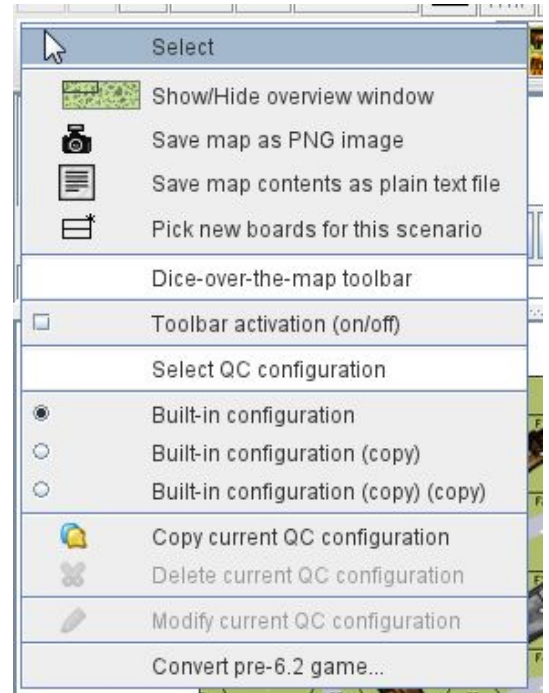 Select
Show/Hide overview window
Save map as PNG image
Save map contents as plain text file
Pick new boards for this scenario
Dice-over-the-map toolbar
Toolbar activation (on/off)
Select QC configuration
Built-in configuration
Built-in configuration (copy)
Built-in configuration (copy) (copy)
Copy current QC configuration
Delete current QC configuration
Modify current QC configuration
Convert pre-6.2 game...